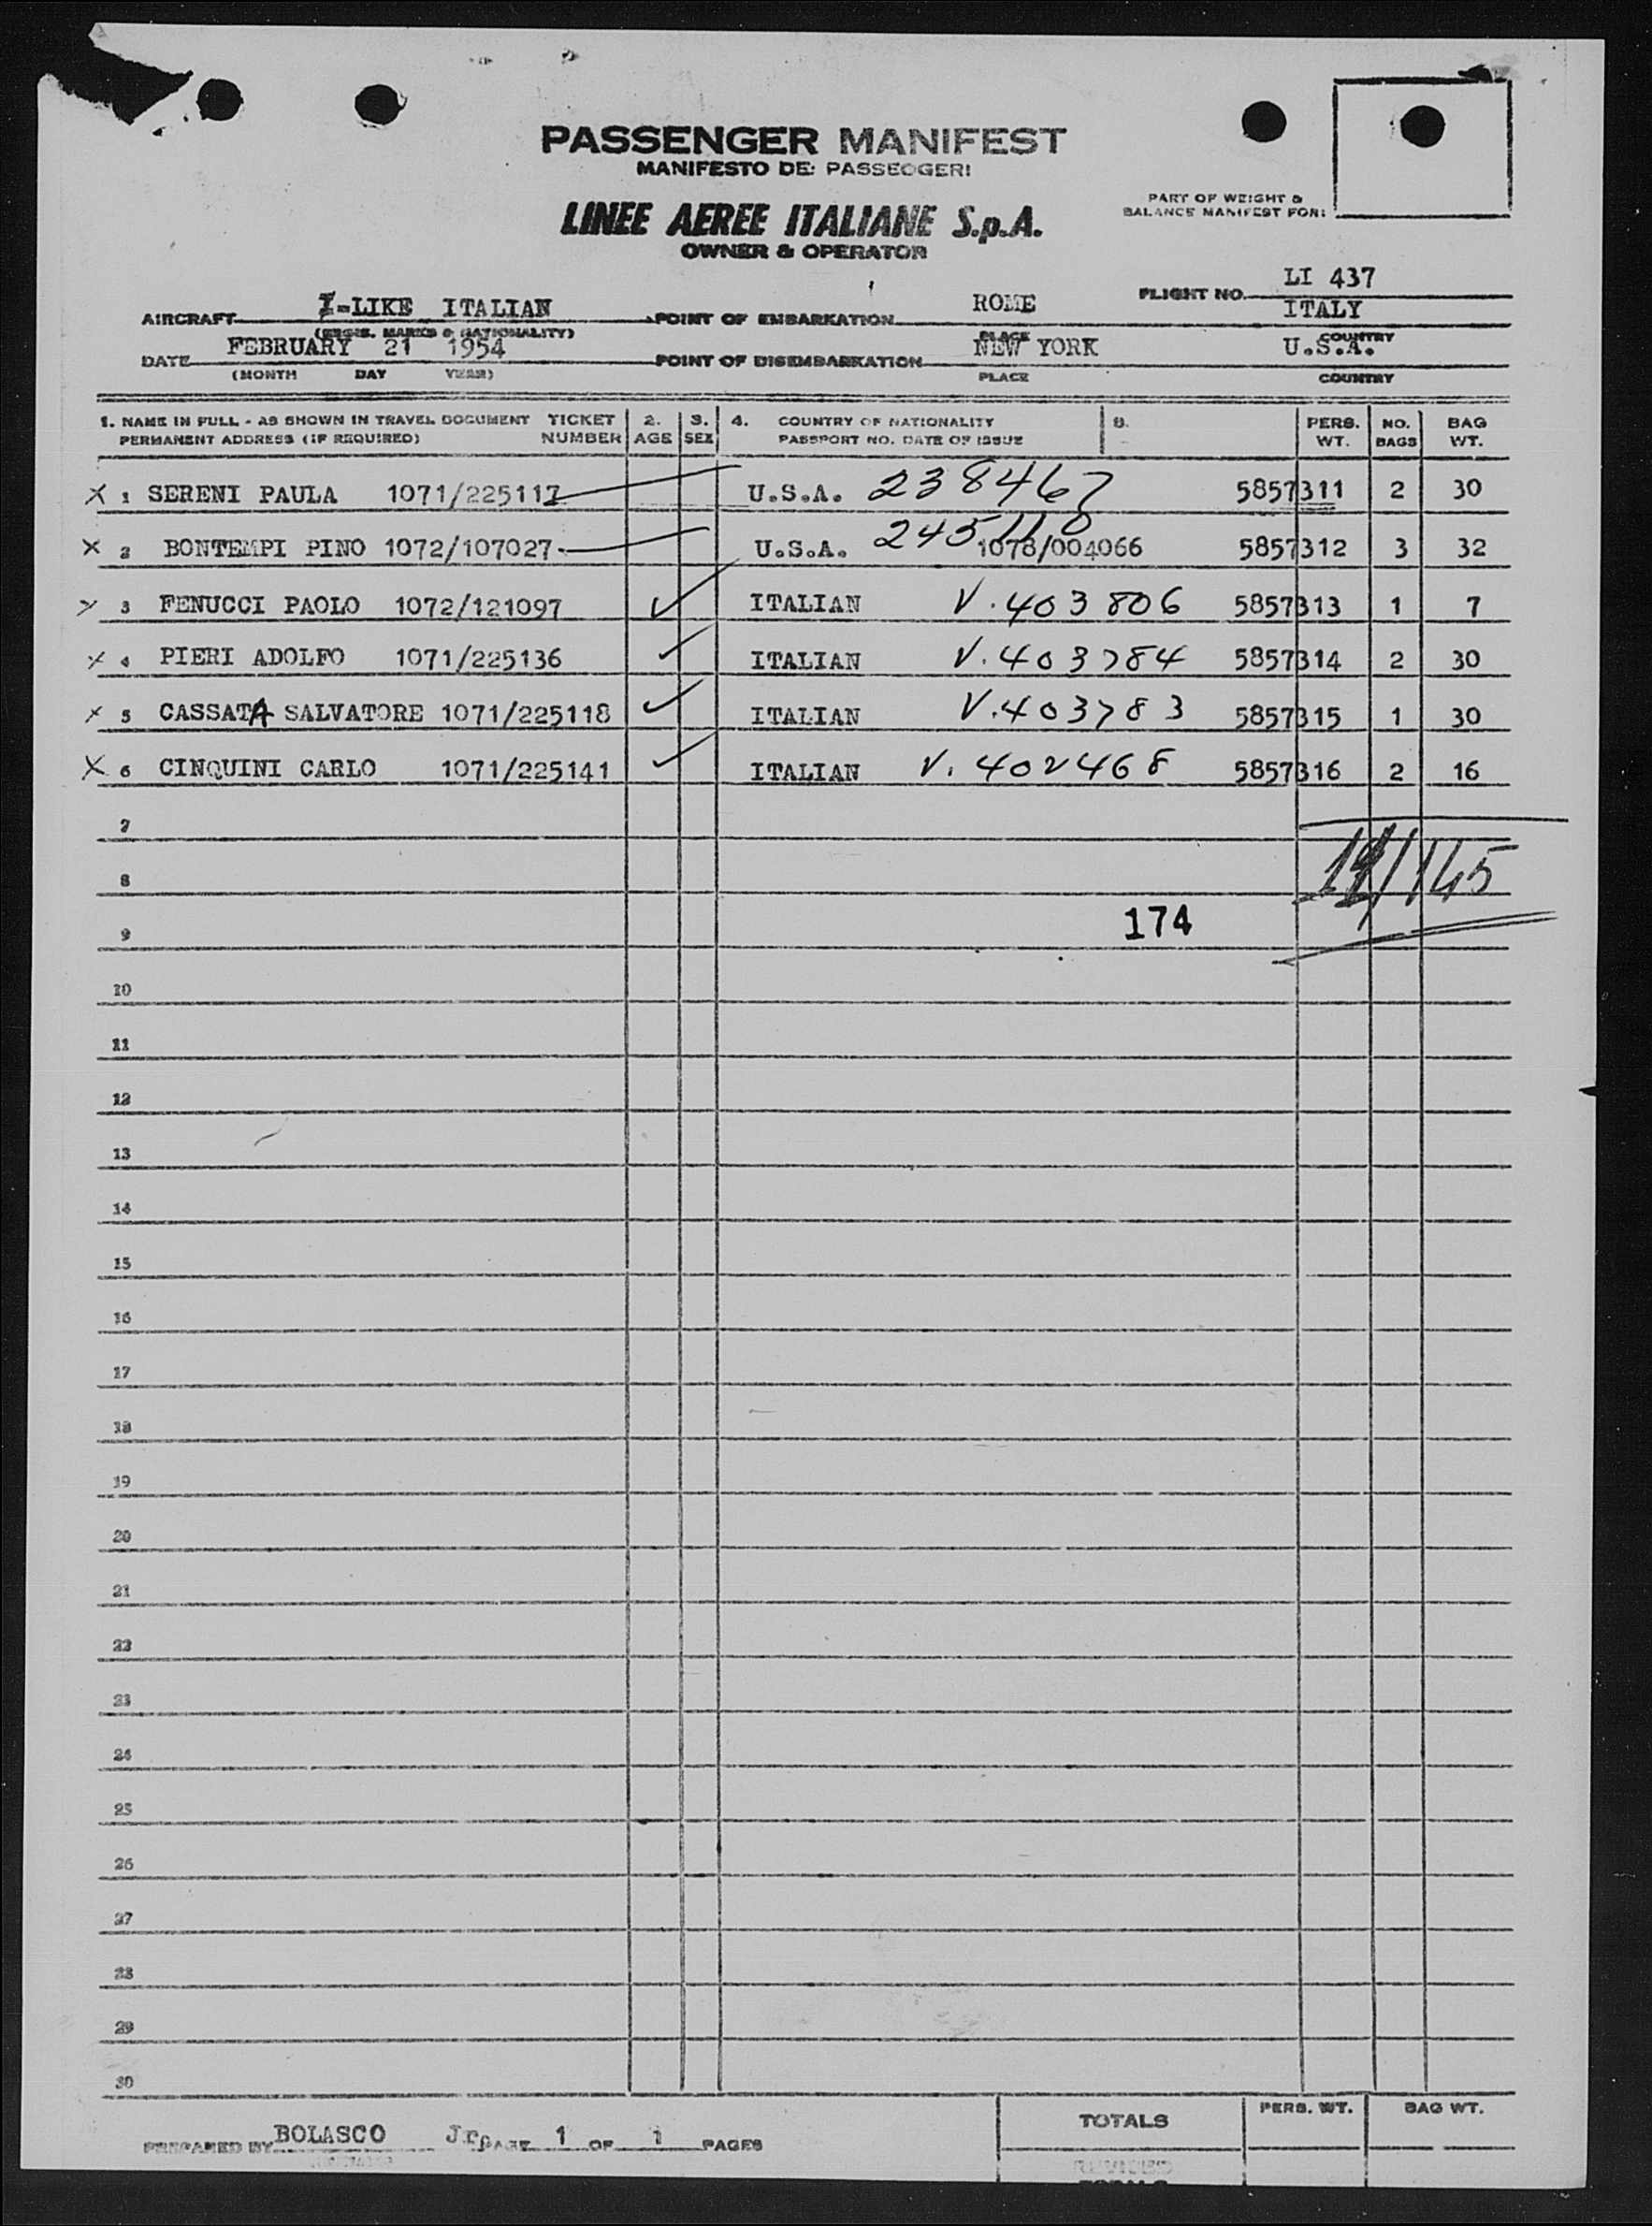 PASSENGER MANIFEST
MANIFESTO DEI PASSEGGERI
LINEE AEREE ITALIANE S.p.A.
OWNER & OPERATOR
PART OF WEIGHT &
BALANCE MANIFEST FOR:
FLIGHT NO. LI 437
AIRCRAFT I-LIKE ITALIAN POINT OF EMBARKATION ROME ITALY
(REGIS. MARKS & NATIONALITY) PLACE COUNTRY
DATE FEBRUARY 21 1954 POINT OF DISEMBARKATION NEW YORK U.S.A.
(MONTH DAY YEAR) PLACE COUNTRY
1. NAME IN FULL - AS SHOWN IN TRAVEL DOCUMENT TICKET 2. 3. 4. COUNTRY OF NATIONALITY PERS. NO. BAG
PERMANENT ADDRESS (IF REQUIRED) NUMBER AGE SEX PASSPORT NO. DATE OF ISSUE WT. BAGS WT.
X 1 SERENI PAULA 1071/225117 U.S.A. 238467 5857311 2 30
X 2 BONTEMPI PINO 1072/107027- U.S.A. 245110 1078/004066 5857312 3 32
X 3 FENUCCI PAOLO 1072/121097 ITALIAN V.403806 5857313 1 7
X 4 PIERI ADOLFO 1071/225136 ITALIAN V.403784 5857314 2 30
X 5 CASSATA SALVATORE 1071/225118 ITALIAN V.403783 5857315 1 30
X 6 CINQUINI CARLO 1071/225141 ITALIAN V.402468 5857316 2 16
7
8 11/145
9 174
10
11
12
13
14
15
16
17
18
19
20
21
22
23
24
25
26
27
28
29
30
PREPARED BY BOLASCO Jr. PAGE 1 OF 1 PAGES
TOTALS PERS. WT. BAG WT.
REVISED